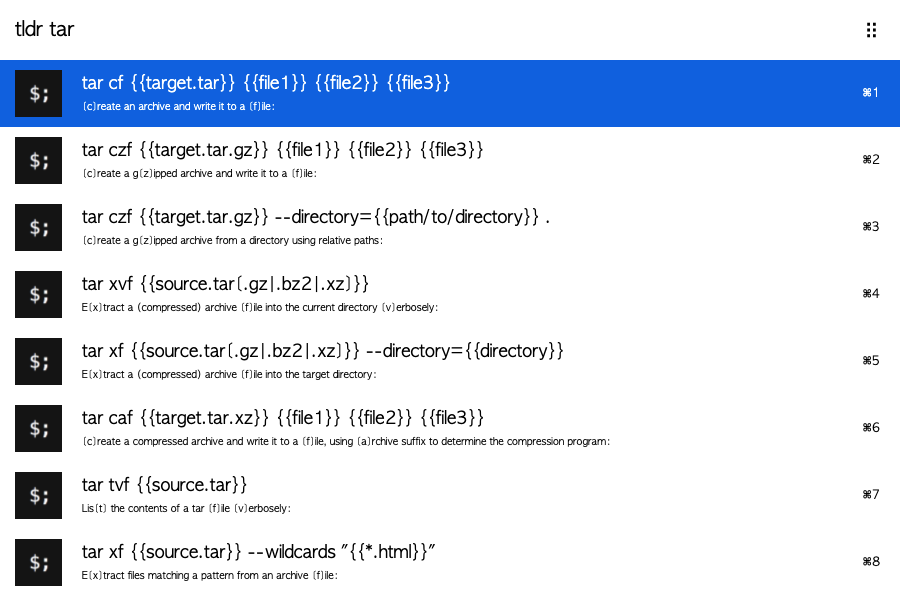 tldr tar
$;
tar cf {{target.tar}} {{file1}} {{file2}} {{file3}}
[c]reate an archive and write it to a [f]ile:
⌘1
$;
tar czf {{target.tar.gz}} {{file1}} {{file2}} {{file3}}
[c]reate a g[z]ipped archive and write it to a [f]ile:
⌘2
$;
tar czf {{target.tar.gz}} --directory={{path/to/directory}} .
[c]reate a g[z]ipped archive from a directory using relative paths:
⌘3
$;
tar xvf {{source.tar[.gz|.bz2|.xz]}}
E[x]tract a (compressed) archive [f]ile into the current directory [v]erbosely:
⌘4
$;
tar xf {{source.tar[.gz|.bz2|.xz]}} --directory={{directory}}
E[x]tract a (compressed) archive [f]ile into the target directory:
⌘5
$;
tar caf {{target.tar.xz}} {{file1}} {{file2}} {{file3}}
[c]reate a compressed archive and write it to a [f]ile, using [a]rchive suffix to determine the compression program:
⌘6
$;
tar tvf {{source.tar}}
Lis[t] the contents of a tar [f]ile [v]erbosely:
⌘7
$;
tar xf {{source.tar}} --wildcards "{{*.html}}"
E[x]tract files matching a pattern from an archive [f]ile:
⌘8